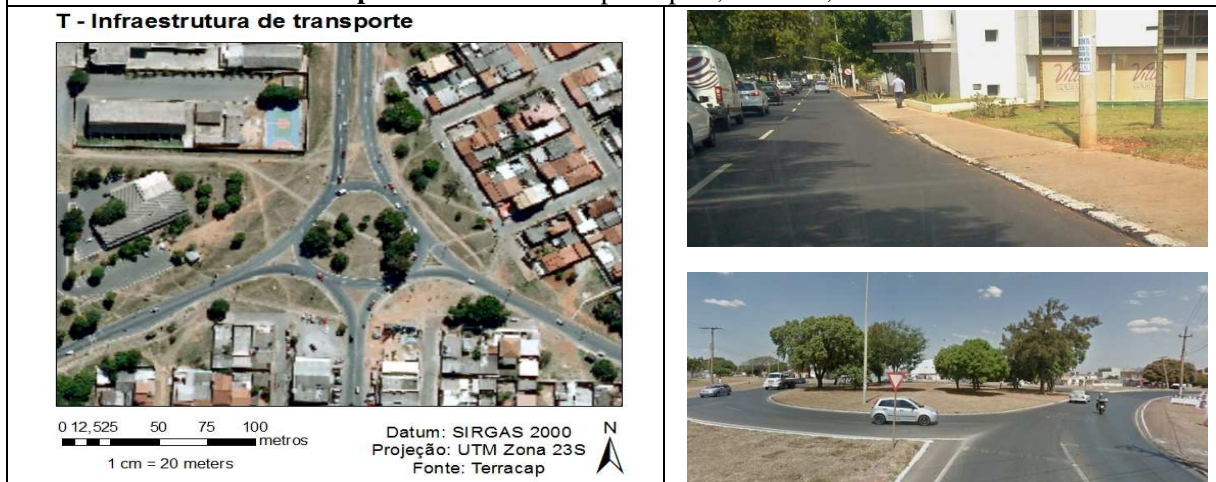 T - Infraestrutura de transporte
0 12,525 50 75 100
metros
1 cm = 20 meters
Datum: SIRGAS 2000
Projeção: UTM Zona 23S
Fonte: Terracap
N